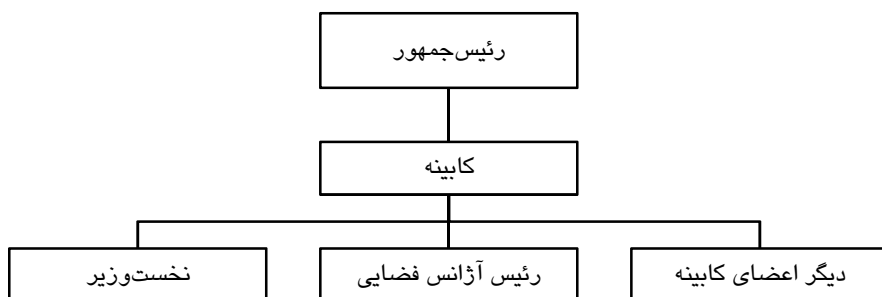 رئیس‌جمهور
کابینه
دیگر اعضای کابینه
رئیس آژانس فضایی
نخست‌وزیر